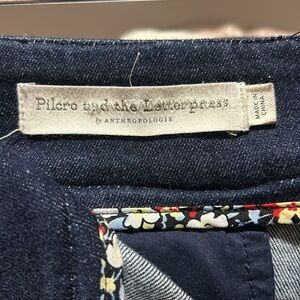 Pilcro and the Letterpress
by ANTHROPOLOGIE
MADE IN
CHINA